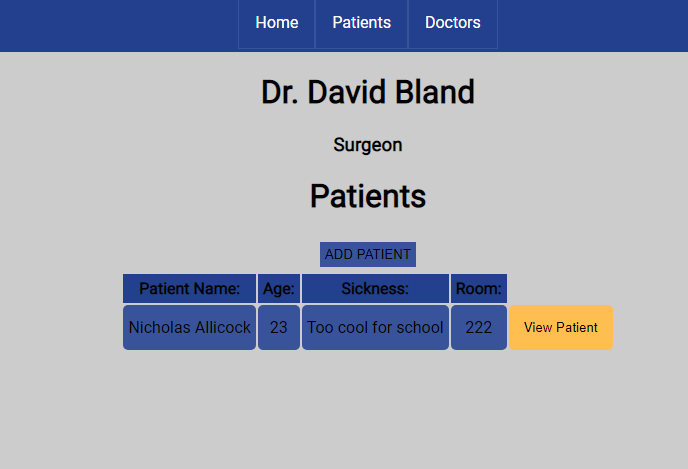 Home Patients Doctors
Dr. David Bland
Surgeon
Patients
ADD PATIENT
Patient Name: Age: Sickness: Room:
Nicholas Allicock 23 Too cool for school 222 View Patient